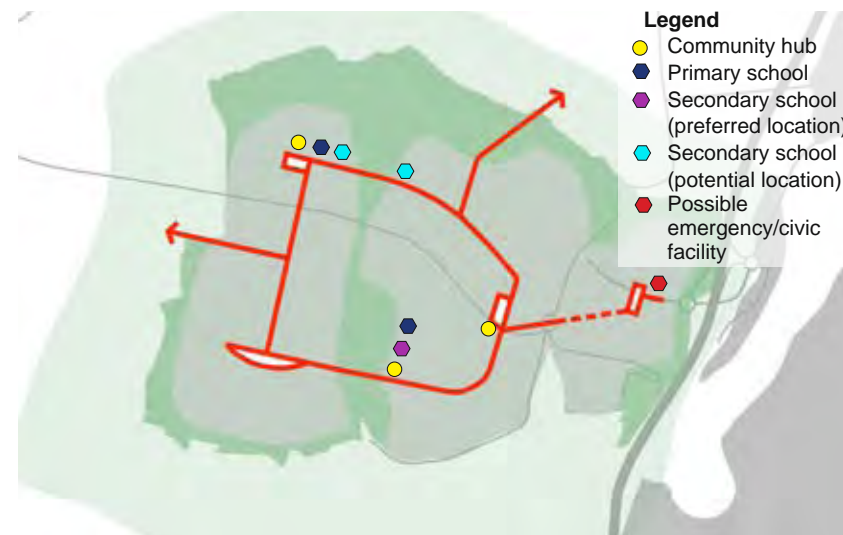 Legend
Community hub
Primary school
Secondary school
(preferred location)
Secondary school
(potential location)
Possible
emergency/civic
facility